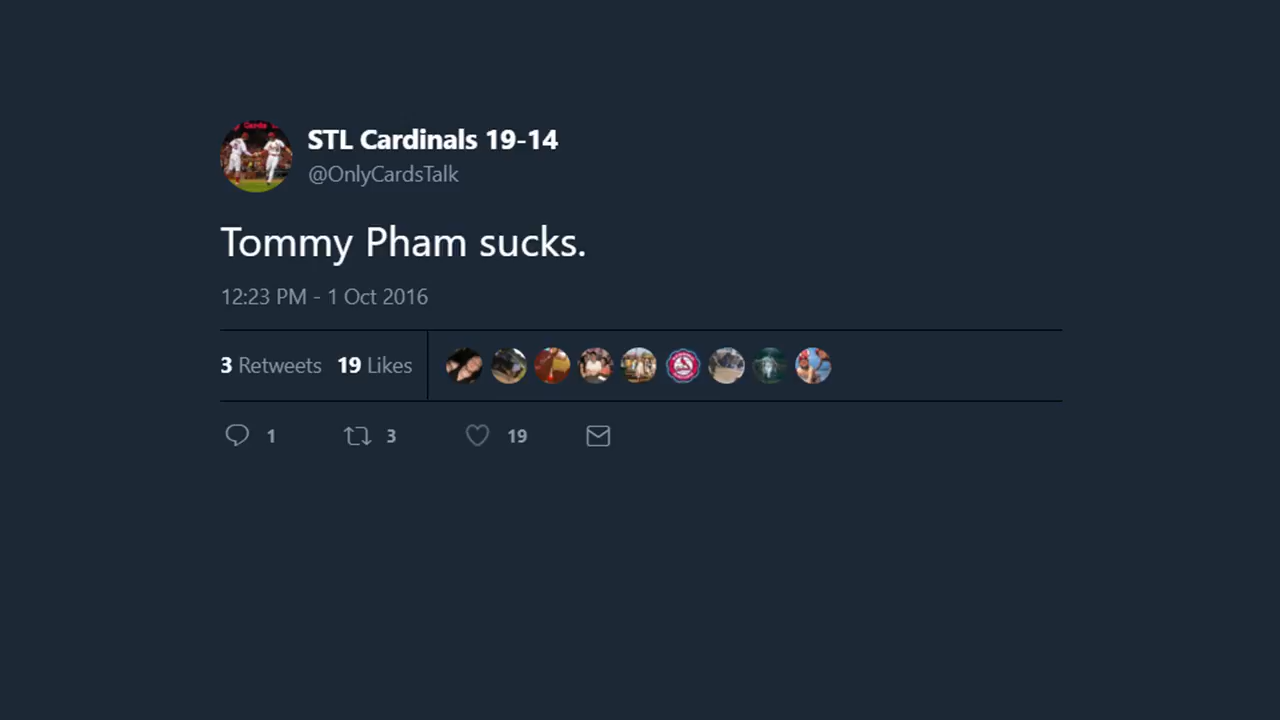 STL Cardinals 19-14
@OnlyCardsTalk
Tommy Pham sucks.
12:23 PM - 1 Oct 2016
3 Retweets 19 Likes
1 3 19